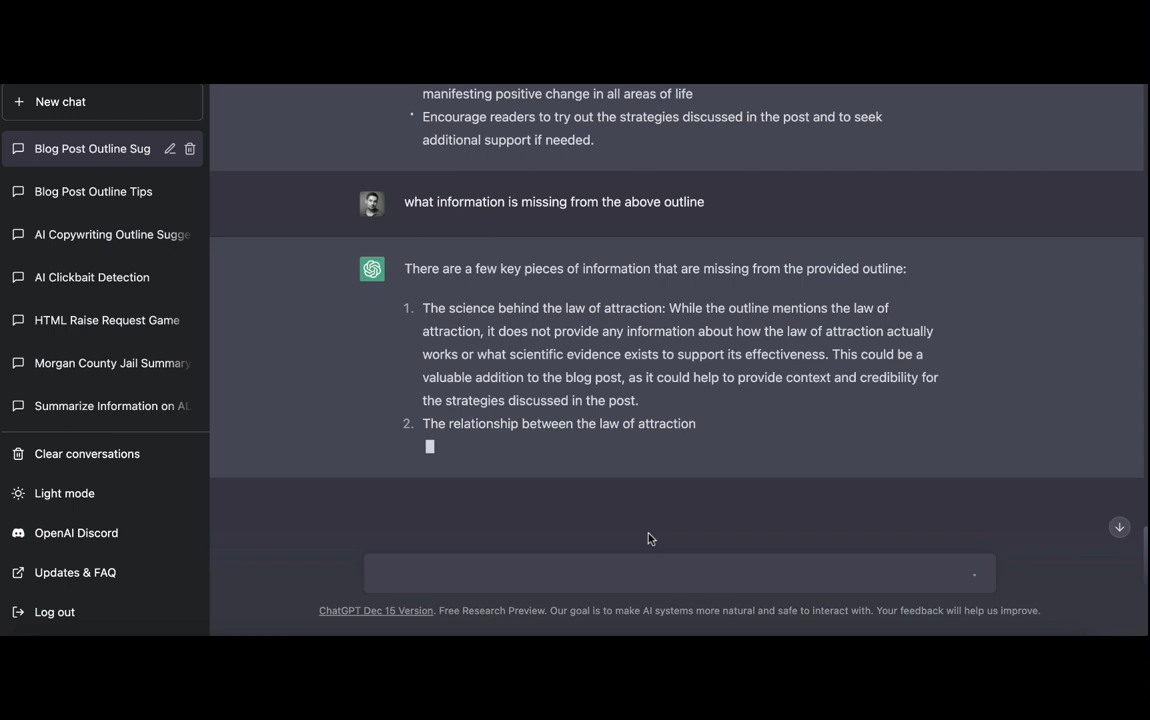 New chat
Blog Post Outline Sug
Blog Post Outline Tips
AI Copywriting Outline Sugge
AI Clickbait Detection
HTML Raise Request Game
Morgan County Jail Summary
Summarize Information on AL
Clear conversations
Light mode
OpenAI Discord
Updates & FAQ
Log out
manifesting positive change in all areas of life
• Encourage readers to try out the strategies discussed in the post and to seek
additional support if needed.
what information is missing from the above outline
There are a few key pieces of information that are missing from the provided outline:
1. The science behind the law of attraction: While the outline mentions the law of
attraction, it does not provide any information about how the law of attraction actually
works or what scientific evidence exists to support its effectiveness. This could be a
valuable addition to the blog post, as it could help to provide context and credibility for
the strategies discussed in the post.
2. The relationship between the law of attraction
ChatGPT Dec 15 Version. Free Research Preview. Our goal is to make AI systems more natural and safe to interact with. Your feedback will help us improve.